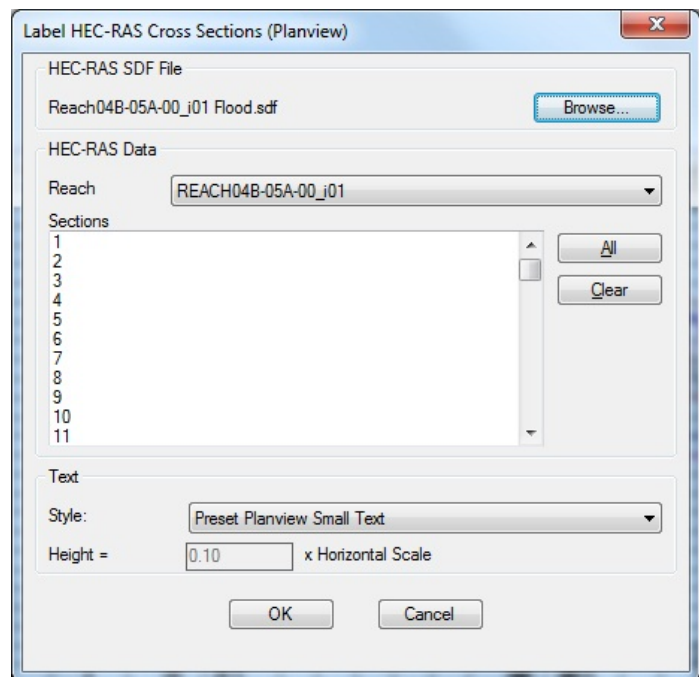 Label HEC-RAS Cross Sections (Planview)
HEC-RAS SDF File
Reach04B-05A-00_i01 Flood.sdf
Browse...
HEC-RAS Data
Reach
REACH04B-05A-00_i01
Sections
1
2
3
4
5
6
7
8
9
10
11
All
Clear
Text
Style:
Preset Planview Small Text
Height =
0.10
x Horizontal Scale
OK
Cancel